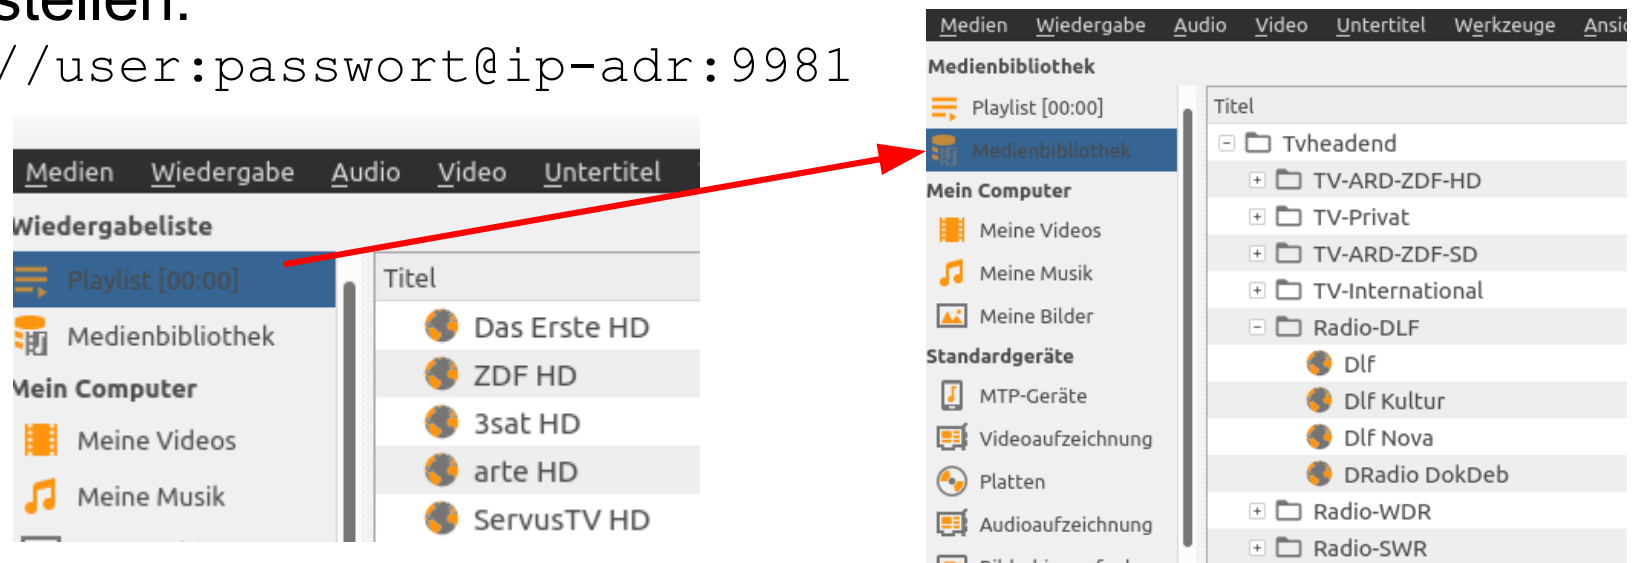 stellen.
//user:passwort@ip-adr:9981
Medien Wiedergabe Audio Video Untertitel
Wiedergabeliste
Playlist [00:00]
Medienbibliothek
Mein Computer
Meine Videos
Meine Musik
Titel
Das Erste HD
ZDF HD
3sat HD
arte HD
ServusTV HD
Medien Wiedergabe Audio Video Untertitel Werkzeuge
Medienbibliothek
Playlist [00:00]
Medienbibliothek
Mein Computer
Meine Videos
Meine Musik
Meine Bilder
Standardgeräte
MTP-Geräte
Videoaufzeichnung
Platten
Audioaufzeichnung
Titel
Tvheadend
TV-ARD-ZDF-HD
TV-Privat
TV-ARD-ZDF-SD
TV-International
Radio-DLF
Dlf
Dlf Kultur
Dlf Nova
DRadio DokDeb
Radio-WDR
Radio-SWR